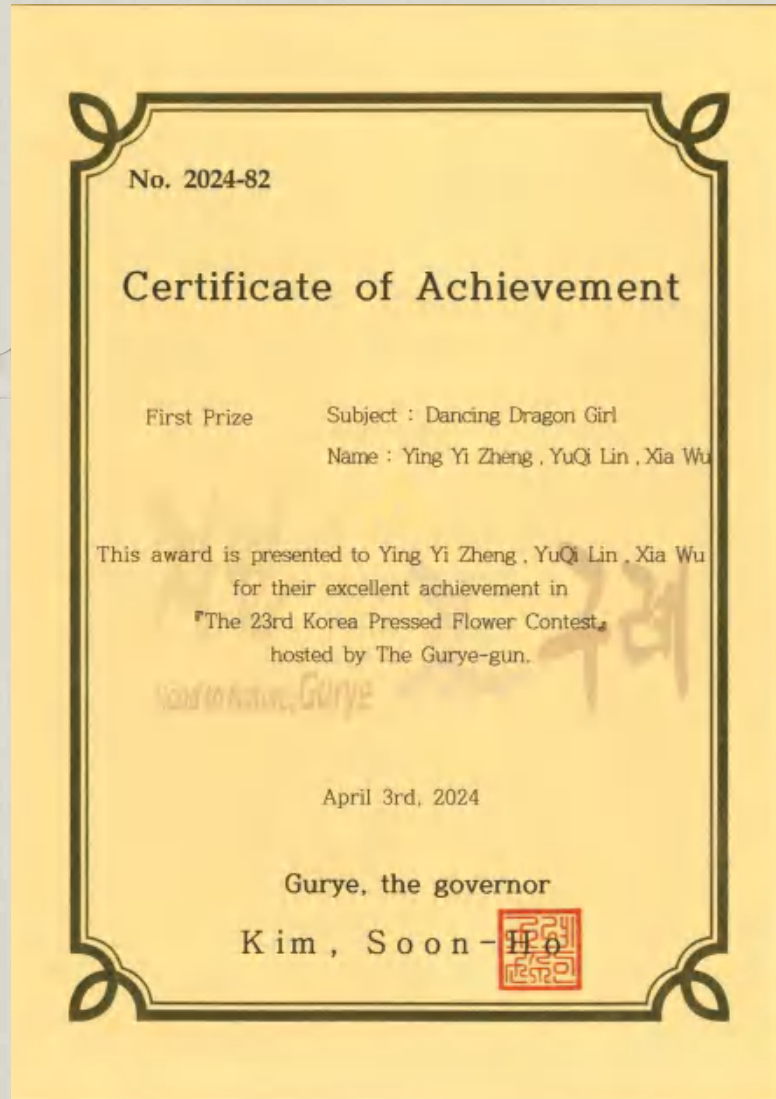 No. 2024-82
Certificate of Achievement
First Prize
Subject : Dancing Dragon Girl
Name : Ying Yi Zheng , YuQi Lin , Xia Wu
This award is presented to Ying Yi Zheng , YuQi Lin , Xia Wu
for their excellent achievement in
『The 23rd Korea Pressed Flower Contest』
hosted by The Gurye-gun.
구례
Gurye
April 3rd, 2024
Gurye, the governor
Kim, Soon-Ho